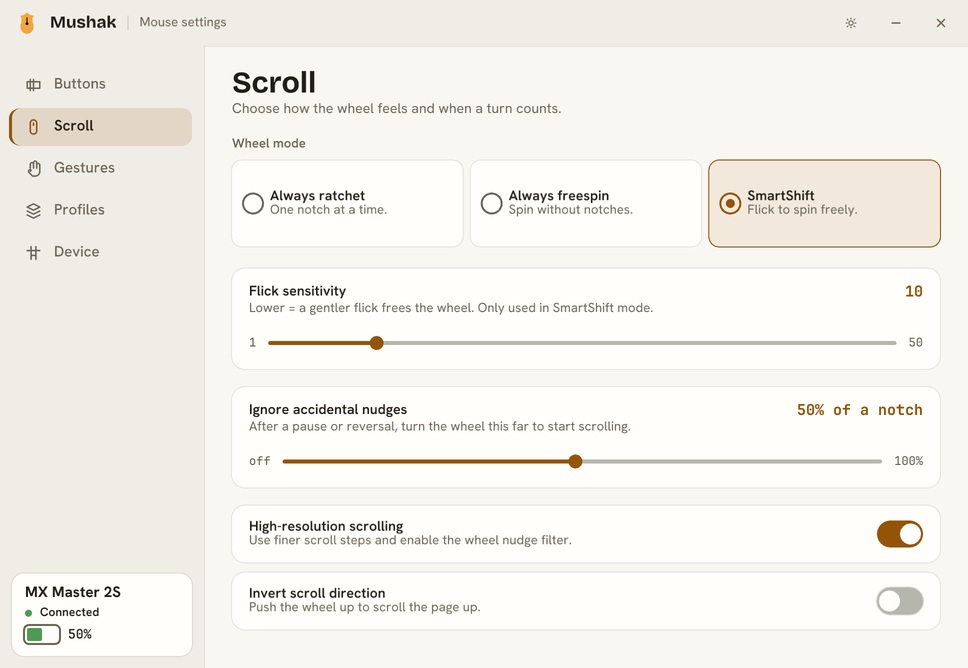 Mushak | Mouse settings
Buttons
Scroll
Gestures
Profiles
Device
MX Master 2S
Connected
50%
Scroll
Choose how the wheel feels and when a turn counts.
Wheel mode
Always ratchet
One notch at a time.
Always freespin
Spin without notches.
SmartShift
Flick to spin freely.
Flick sensitivity 10
Lower = a gentler flick frees the wheel. Only used in SmartShift mode.
1 50
Ignore accidental nudges 50% of a notch
After a pause or reversal, turn the wheel this far to start scrolling.
off 100%
High-resolution scrolling
Use finer scroll steps and enable the wheel nudge filter.
Invert scroll direction
Push the wheel up to scroll the page up.